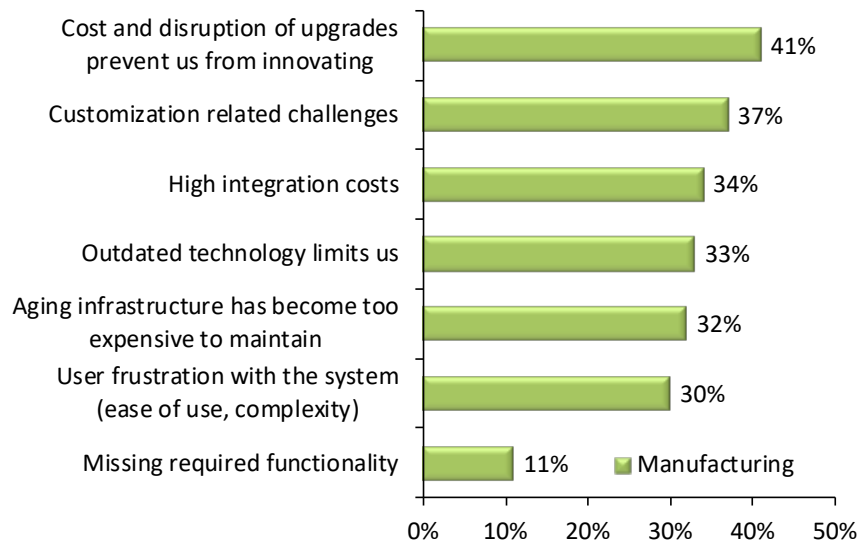 Cost and disruption of upgrades
prevent us from innovating
41%
Customization related challenges
37%
High integration costs
34%
Outdated technology limits us
33%
Aging infrastructure has become too
expensive to maintain
32%
User frustration with the system
(ease of use, complexity)
30%
Missing required functionality
11%
Manufacturing
0% 10% 20% 30% 40% 50%